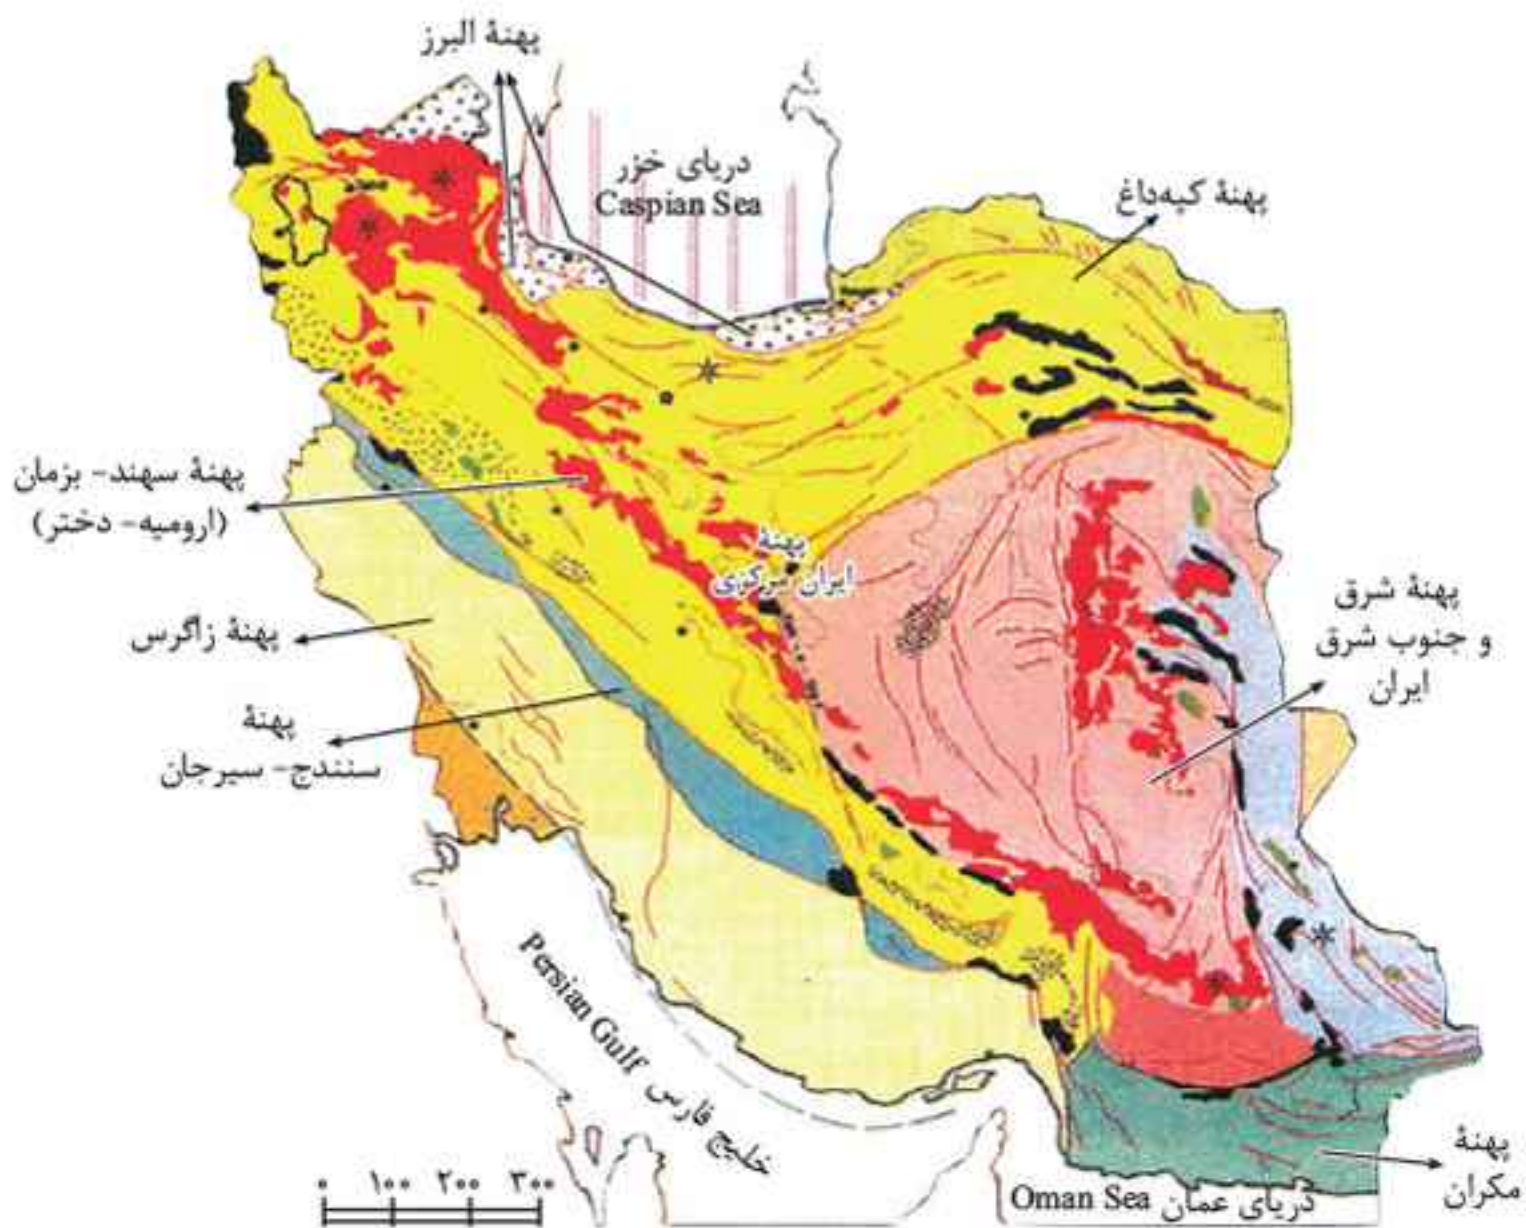 پهنهٔ البرز
دریای خزر
Caspian Sea
پهنهٔ کپه‌داغ
پهنهٔ سهند- بزمان
(ارومیه- دختر)
پهنهٔ
ایران مرکزی
پهنهٔ شرق
و جنوب شرق
ایران
پهنهٔ زاگرس
پهنهٔ
سنندج- سیرجان
Persian Gulf خلیج فارس
پهنهٔ
مکران
Oman Sea دریای عمان
۰ ۱۰۰ ۲۰۰ ۳۰۰